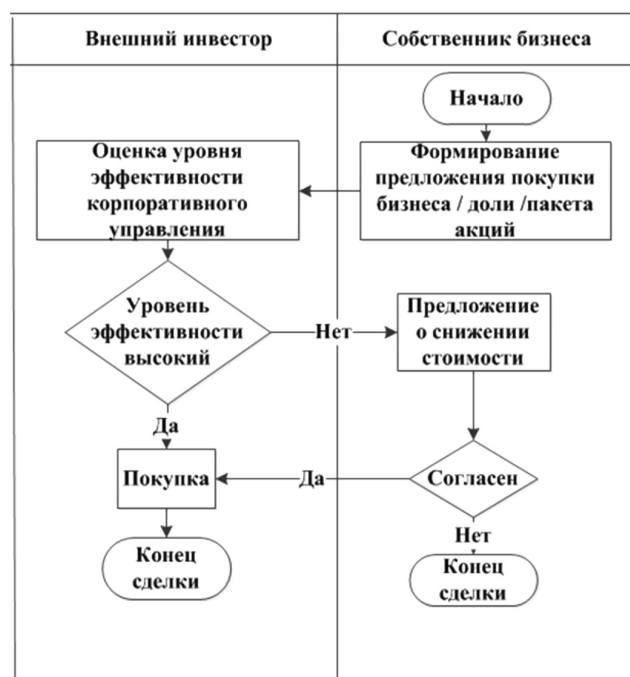 Внешний инвестор
Собственник бизнеса
Начало
Оценка уровня
эффективности
корпоративного
управления
Формирование
предложения покупки
бизнеса / доли /пакета
акций
Уровень
эффективности
высокий
Нет
Предложение
о снижении
стоимости
Да
Покупка
Да
Согласен
Нет
Конец
сделки
Конец
сделки